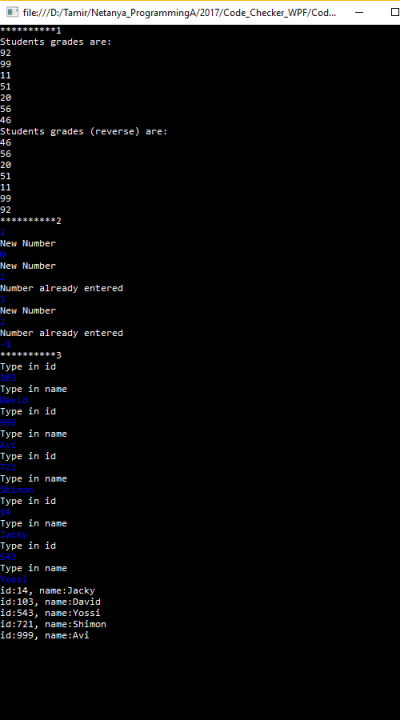 file:///D:/Tamir/Netanya_ProgrammingA/2017/Code_Checker_WPF/Cod...
**********1
Students grades are:
92
99
11
51
20
56
46
Students grades (reverse) are:
46
56
20
51
11
99
92
**********2
2
New Number
0
New Number
2
Number already entered
3
New Number
2
Number already entered
-1
**********3
Type in id
103
Type in name
David
Type in id
999
Type in name
Avi
Type in id
721
Type in name
Shimon
Type in id
14
Type in name
Jacky
Type in id
543
Type in name
Yossi
id:14, name:Jacky
id:103, name:David
id:543, name:Yossi
id:721, name:Shimon
id:999, name:Avi